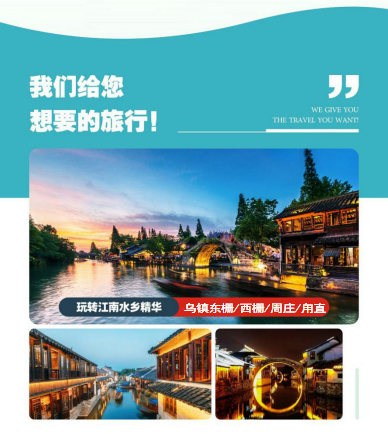 我们给您
想要的旅行!
WE GIVE YOU
THE TRAVEL YOU WANT!
玩转江南水乡精华
乌镇东栅/西栅/周庄/甪直